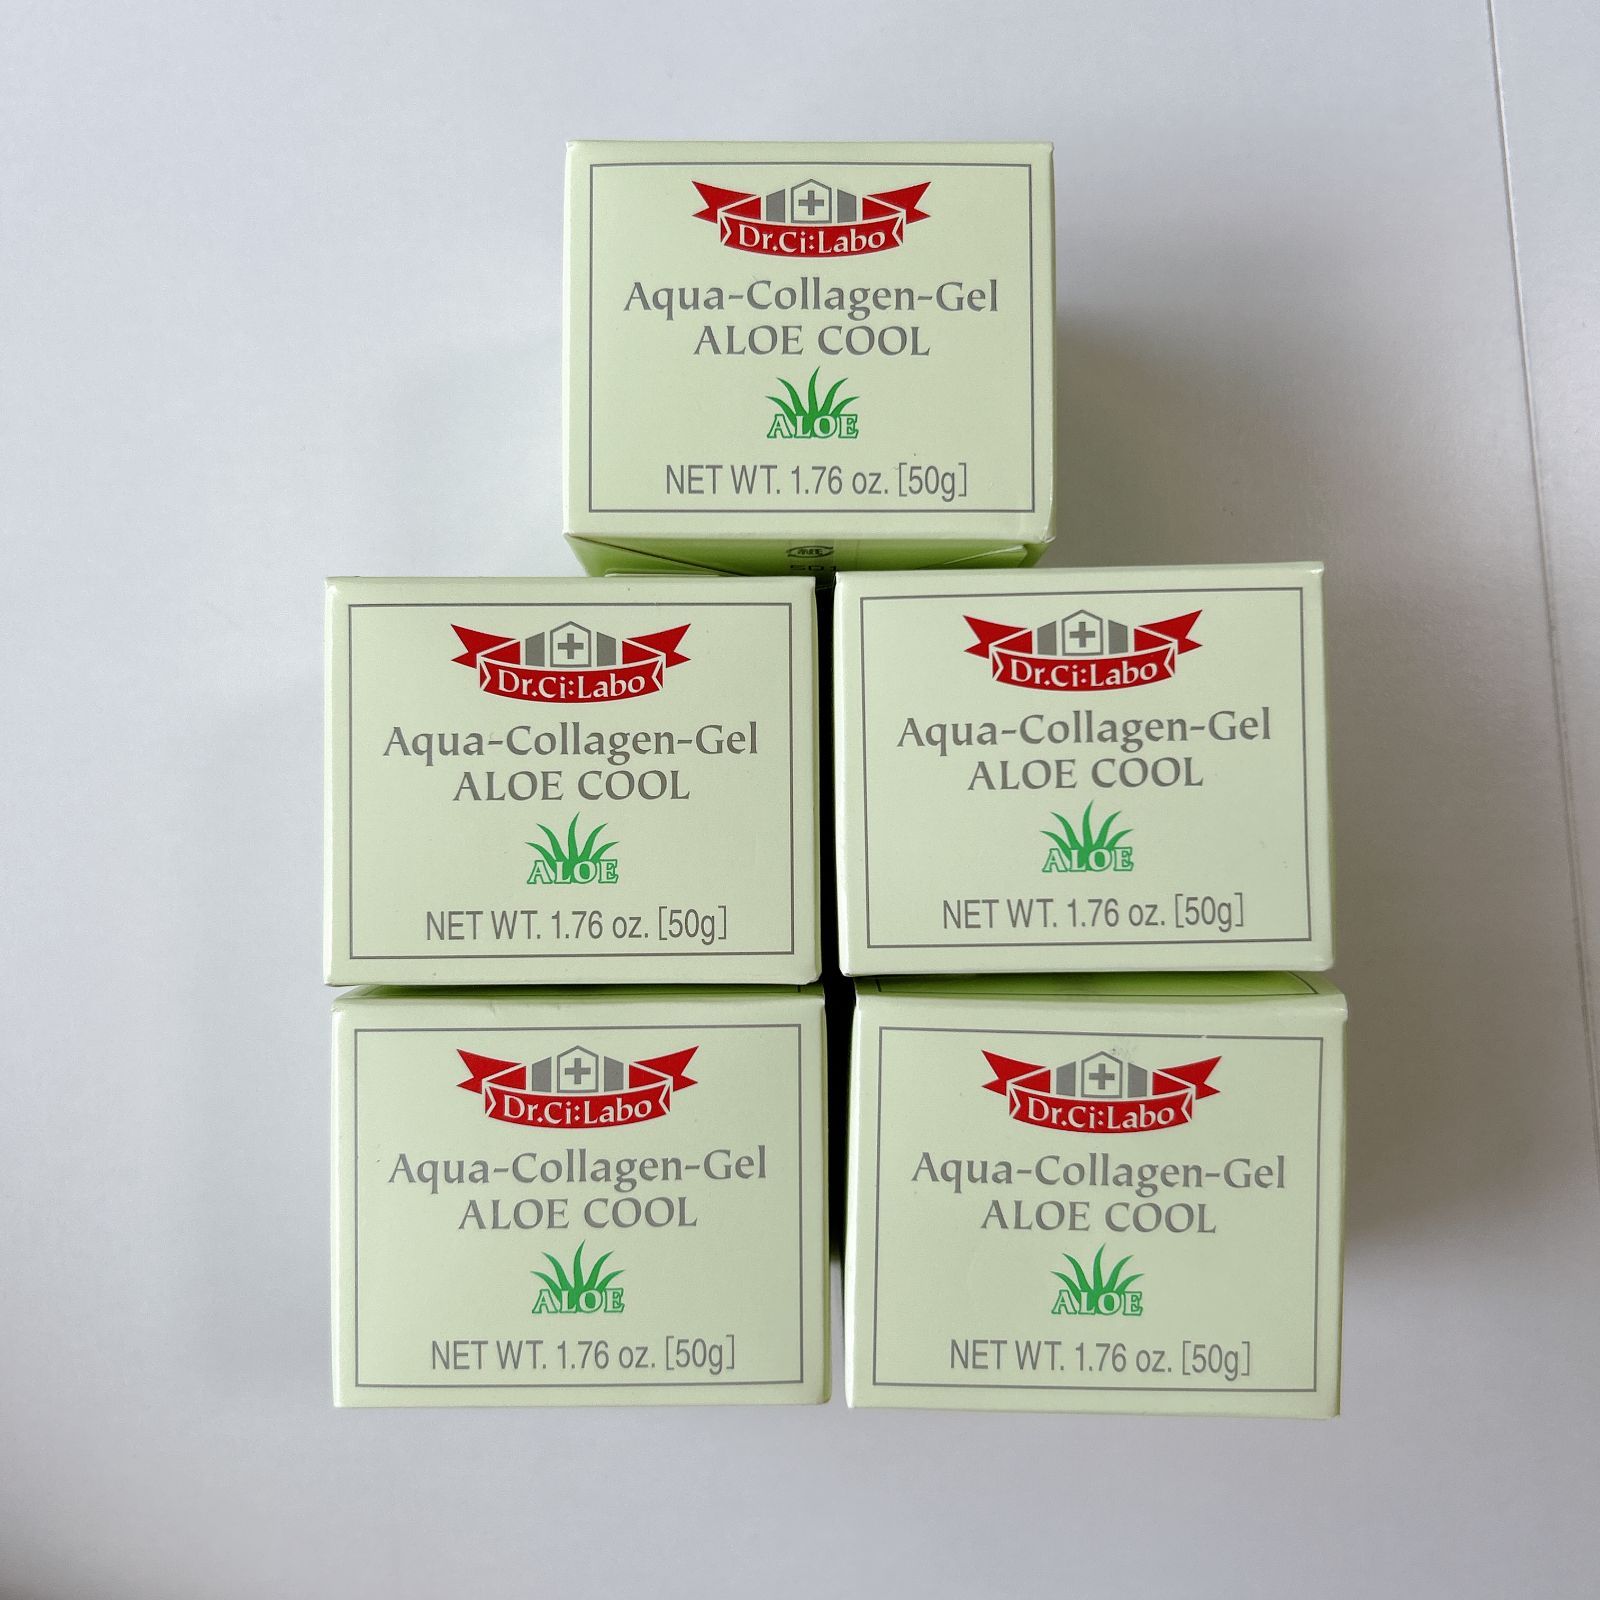 Dr.Ci:Labo
Aqua-Collagen-Gel
ALOE COOL
ALOE
NET WT. 1.76 oz. [50g]
Dr.Ci:Labo
Aqua-Collagen-Gel
ALOE COOL
ALOE
NET WT. 1.76 oz. [50g]
Dr.Ci:Labo
Aqua-Collagen-Gel
ALOE COOL
ALOE
NET WT. 1.76 oz. [50g]
Dr.Ci:Labo
Aqua-Collagen-Gel
ALOE COOL
ALOE
NET WT. 1.76 oz. [50g]
Dr.Ci:Labo
Aqua-Collagen-Gel
ALOE COOL
ALOE
NET WT. 1.76 oz. [50g]